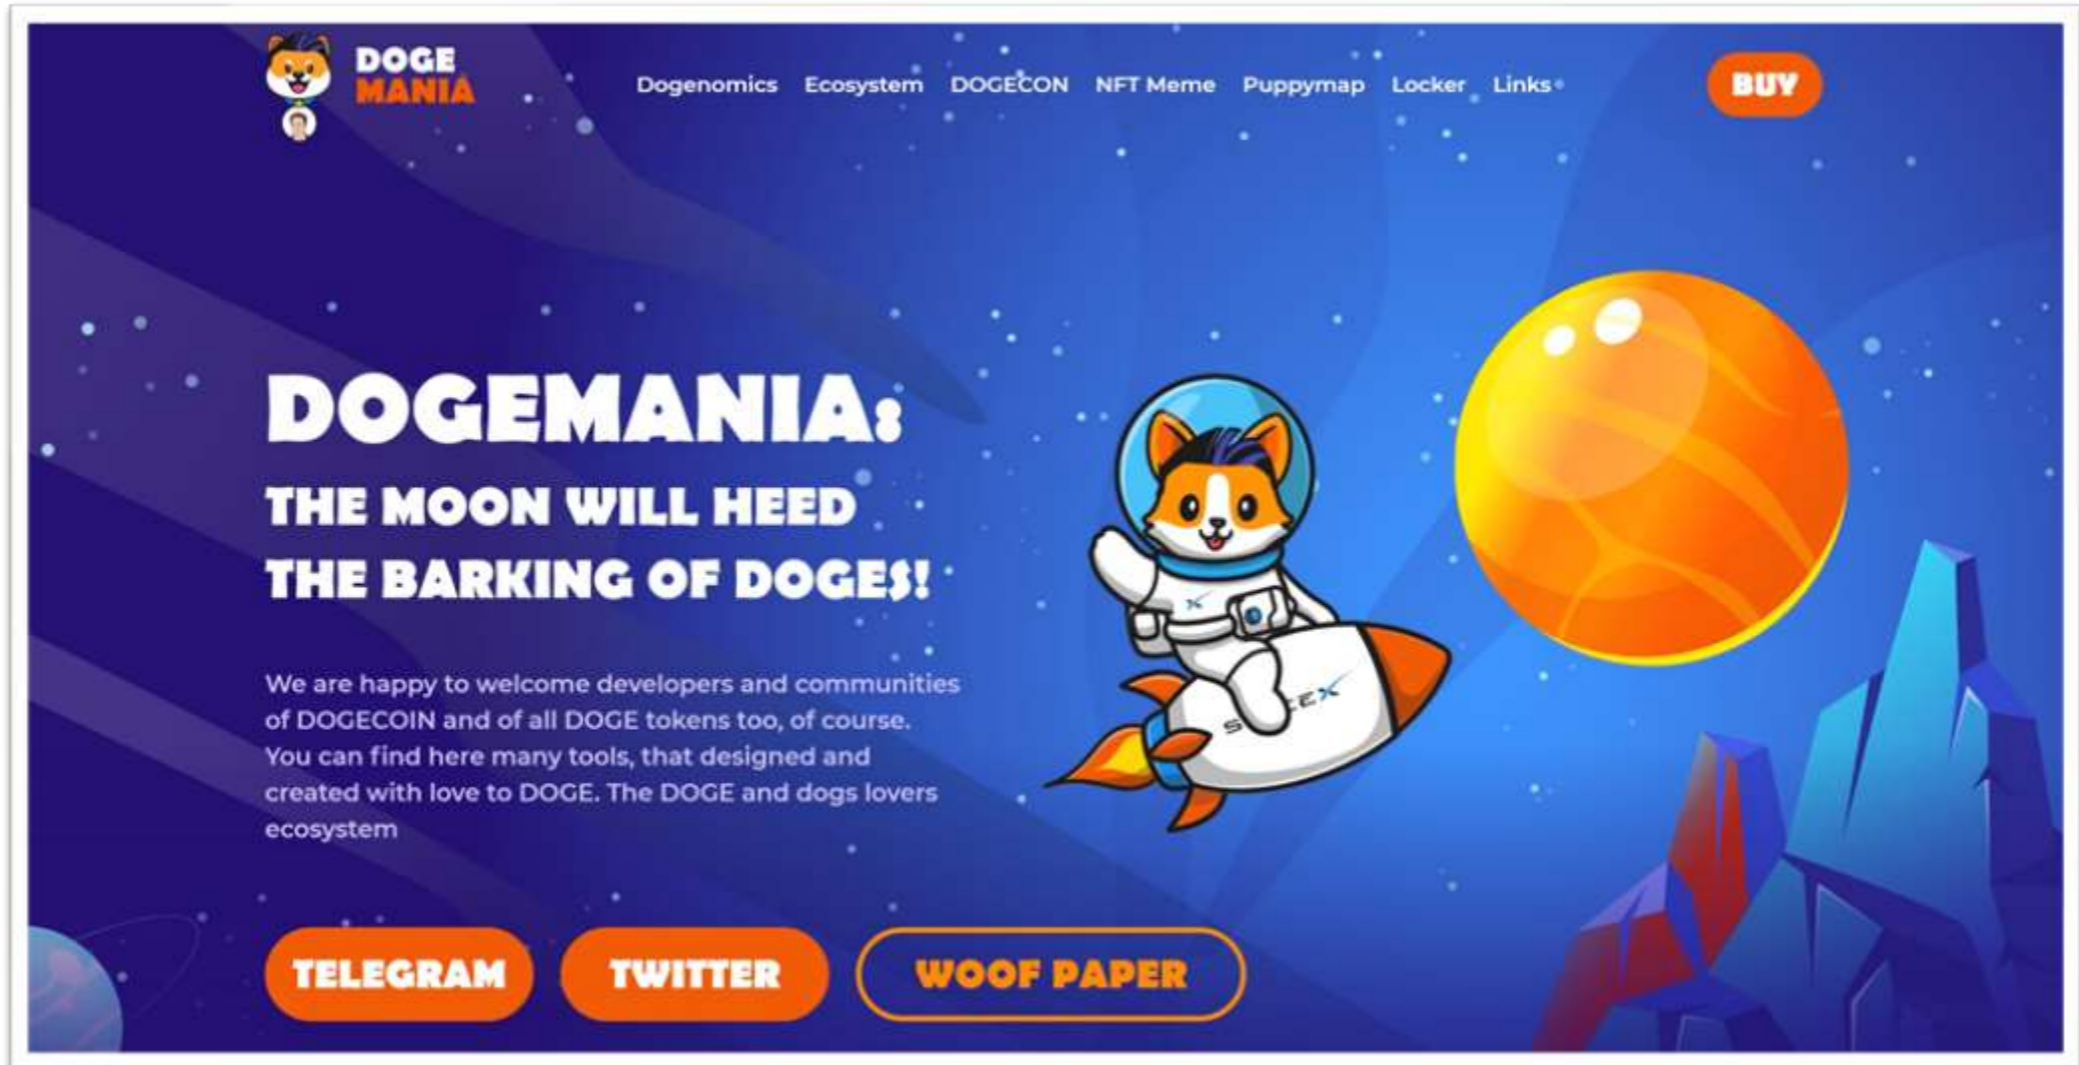 DOGE
MANIA
Dogenomics Ecosystem DOGECON NFT Meme Puppymap Locker Links
BUY
DOGEMANIA:
THE MOON WILL HEED
THE BARKING OF DOGES!
We are happy to welcome developers and communities
of DOGECOIN and of all DOGE tokens too, of course.
You can find here many tools, that designed and
created with love to DOGE. The DOGE and dogs lovers
ecosystem
TELEGRAM
TWITTER
WOOF PAPER